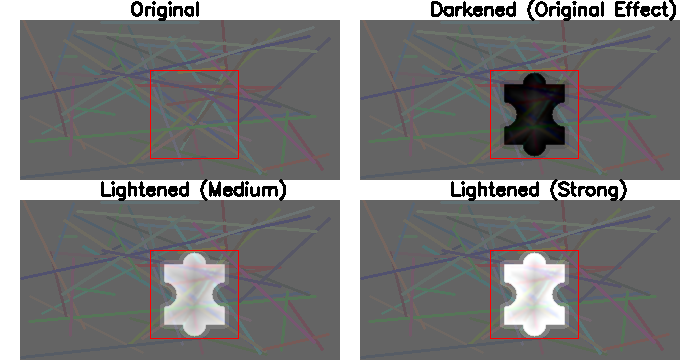 Original
Darkened (Original Effect)
Lightened (Medium)
Lightened (Strong)